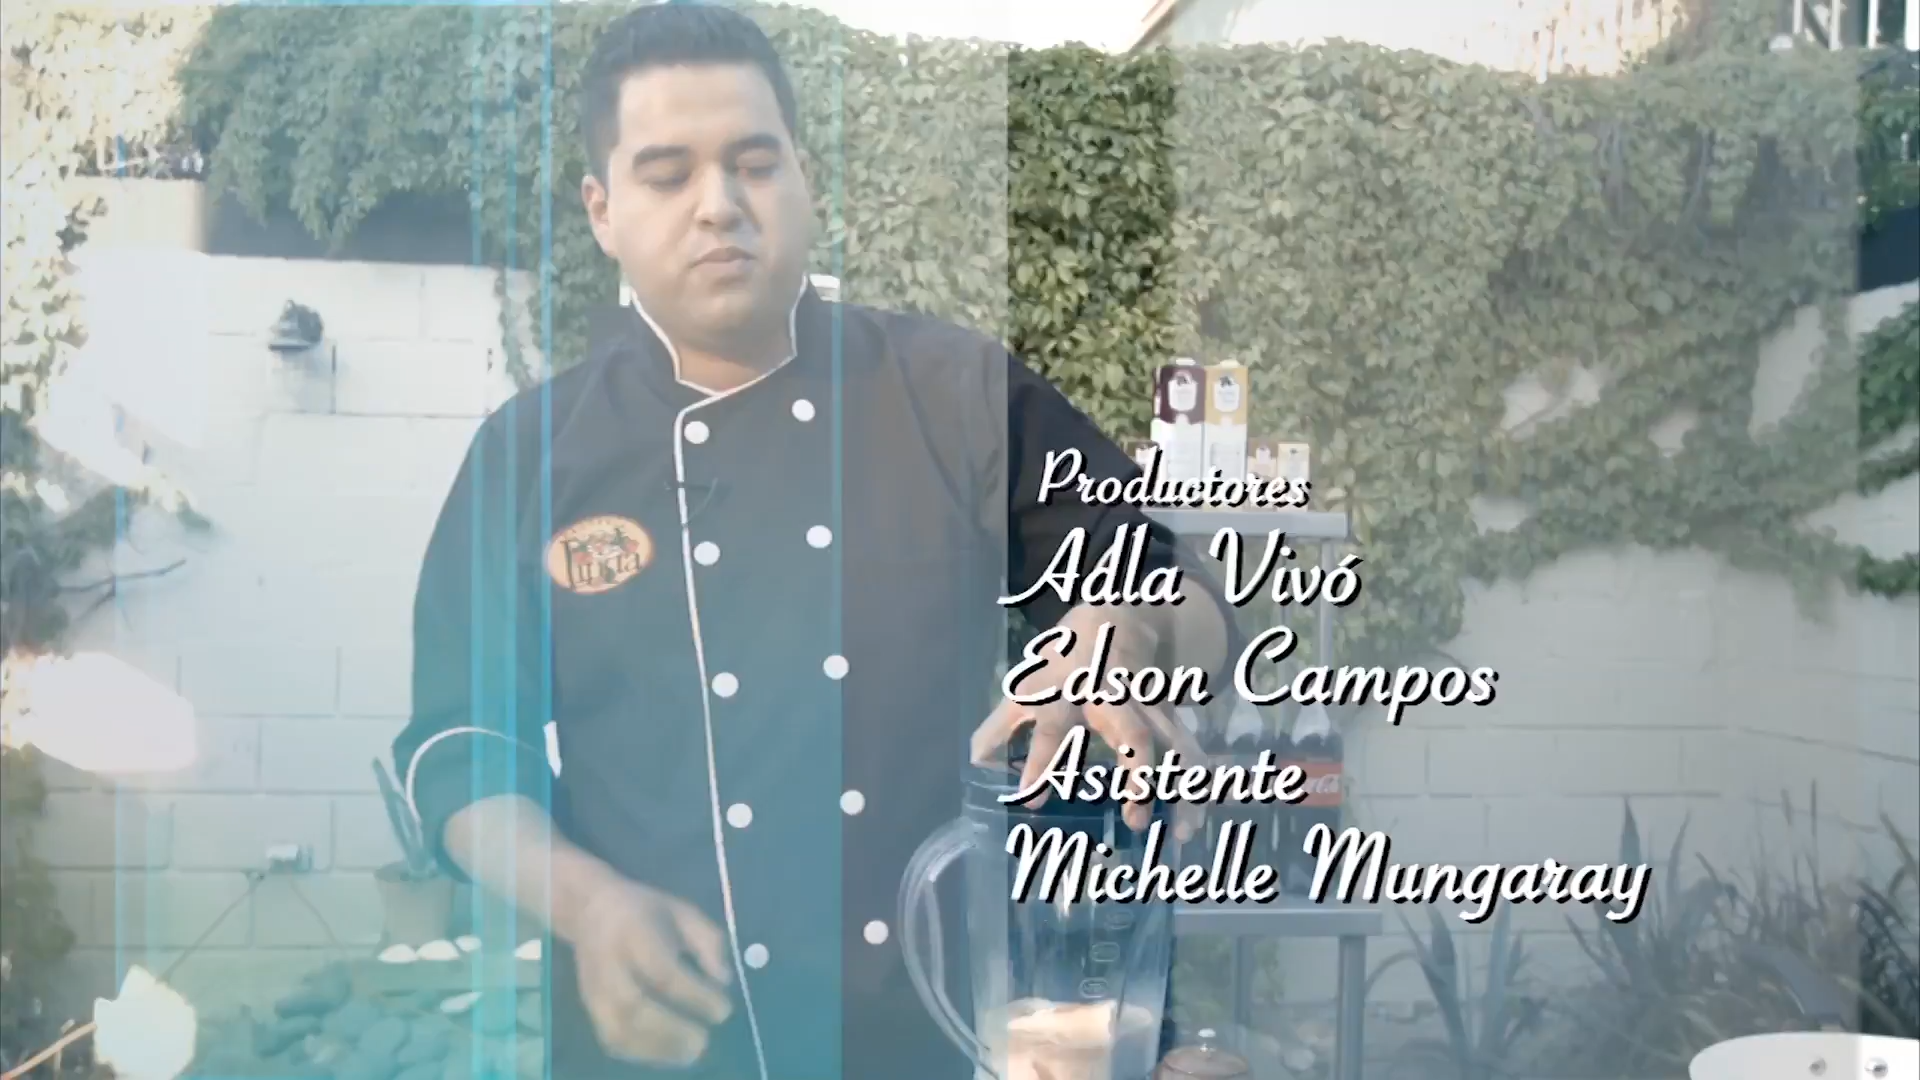 Productores
Adla Vivó
Edson Campos
Asistente
Michelle Mungaray